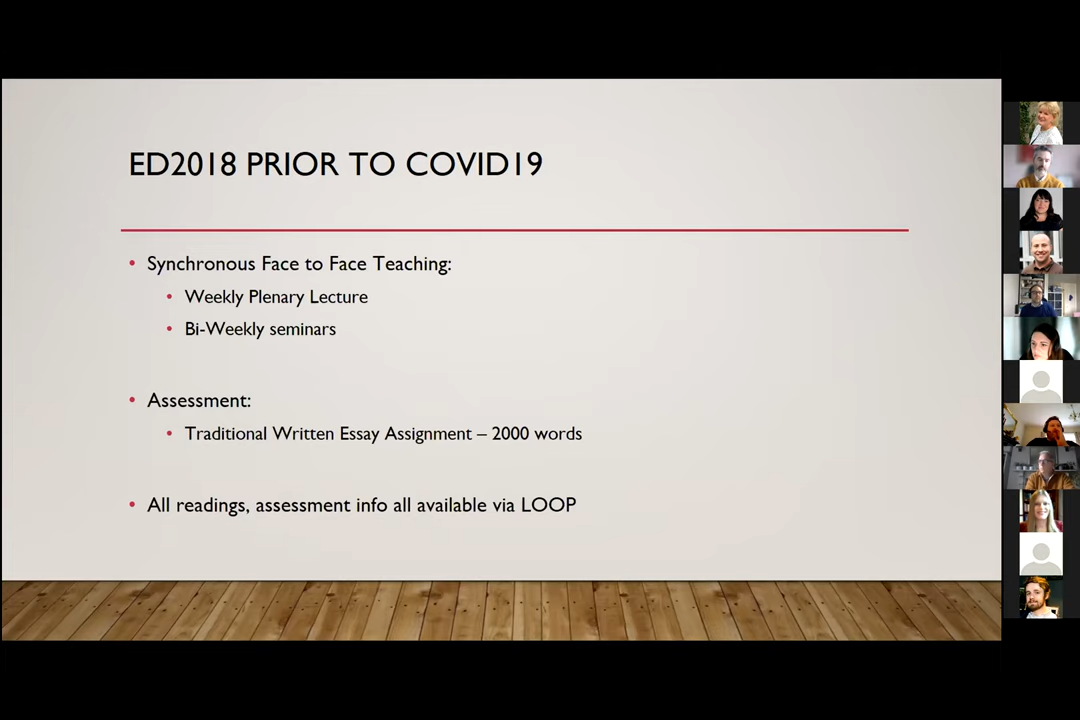 ED2018 PRIOR TO COVID19
• Synchronous Face to Face Teaching:
• Weekly Plenary Lecture
• Bi-Weekly seminars
• Assessment:
• Traditional Written Essay Assignment – 2000 words
• All readings, assessment info all available via LOOP